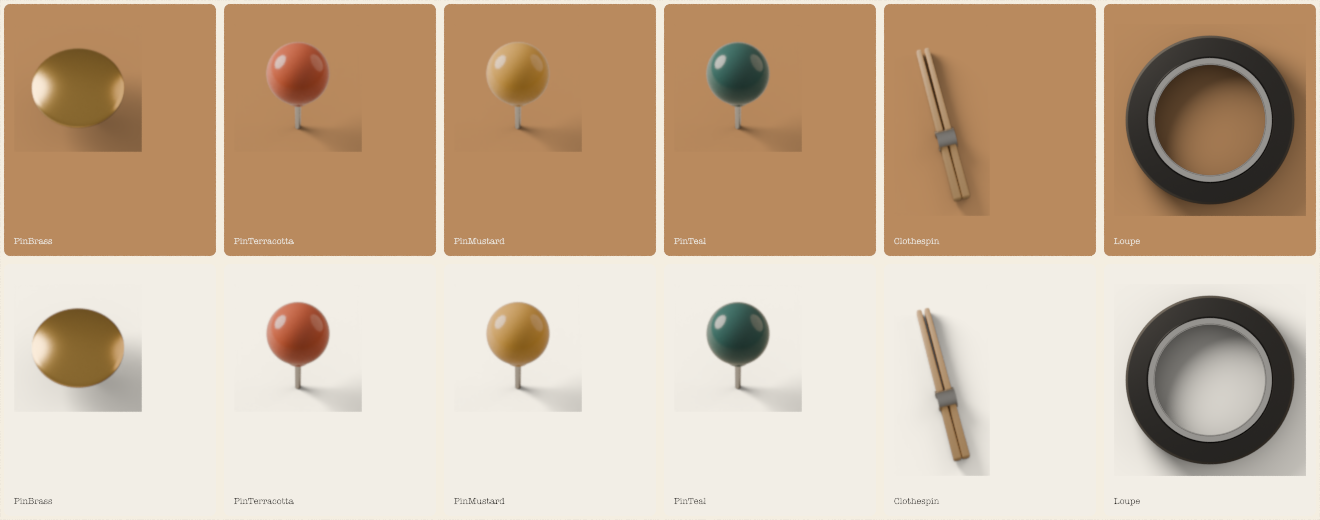 PinBrass
PinTerracotta
PinMustard
PinTeal
Clothespin
Loupe
PinBrass
PinTerracotta
PinMustard
PinTeal
Clothespin
Loupe